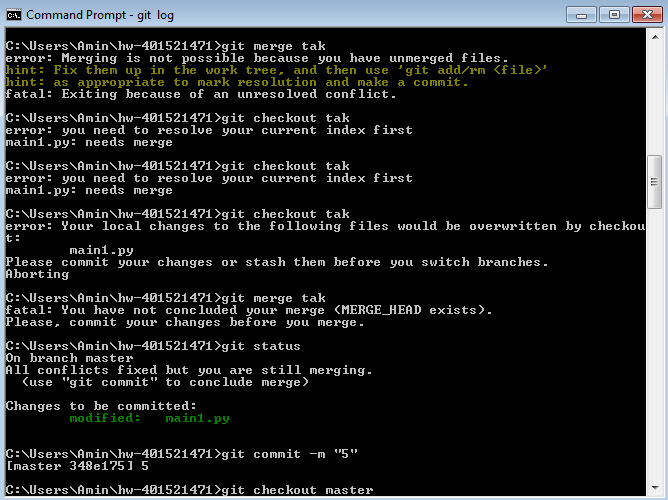 Command Prompt - git  log
C:\Users\Amin\hw-401521471>git merge tak
error: Merging is not possible because you have unmerged files.
hint: Fix them up in the work tree, and then use 'git add/rm <file>'
hint: as appropriate to mark resolution and make a commit.
fatal: Exiting because of an unresolved conflict.
C:\Users\Amin\hw-401521471>git checkout tak
error: you need to resolve your current index first
main1.py: needs merge
C:\Users\Amin\hw-401521471>git checkout tak
error: you need to resolve your current index first
main1.py: needs merge
C:\Users\Amin\hw-401521471>git checkout tak
error: Your local changes to the following files would be overwritten by checkou
t:
        main1.py
Please commit your changes or stash them before you switch branches.
Aborting
C:\Users\Amin\hw-401521471>git merge tak
fatal: You have not concluded your merge (MERGE_HEAD exists).
Please, commit your changes before you merge.
C:\Users\Amin\hw-401521471>git status
On branch master
All conflicts fixed but you are still merging.
  (use "git commit" to conclude merge)
Changes to be committed:
        modified:   main1.py
C:\Users\Amin\hw-401521471>git commit -m "5"
[master 348e175] 5
C:\Users\Amin\hw-401521471>git checkout master